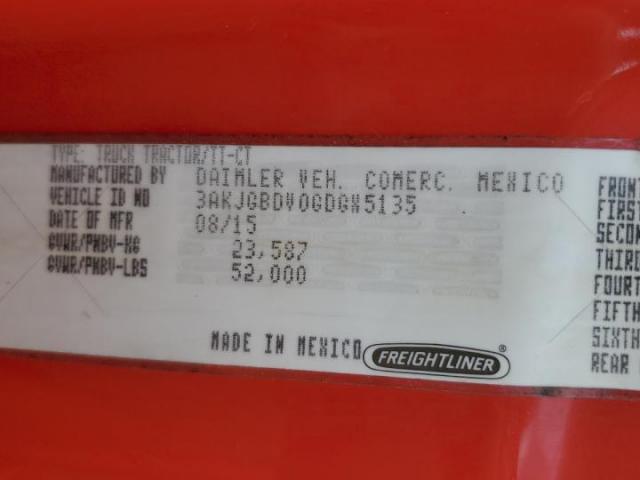 TYPE: TRUCK TRACTOR/TT-CT
MANUFACTURED BY DAIMLER VEH. COMERC. MEXICO
VEHICLE ID NO 3AKJGBDV0GDGW5135
DATE OF MFR 08/15
GVWR/PNBV-KG 23,587
GVWR/PNBV-LBS 52,000
MADE IN MEXICO FREIGHTLINER
FRON
FIRS
SECON
THIRD
FOURT
FIFTH
SIXTH
REAR